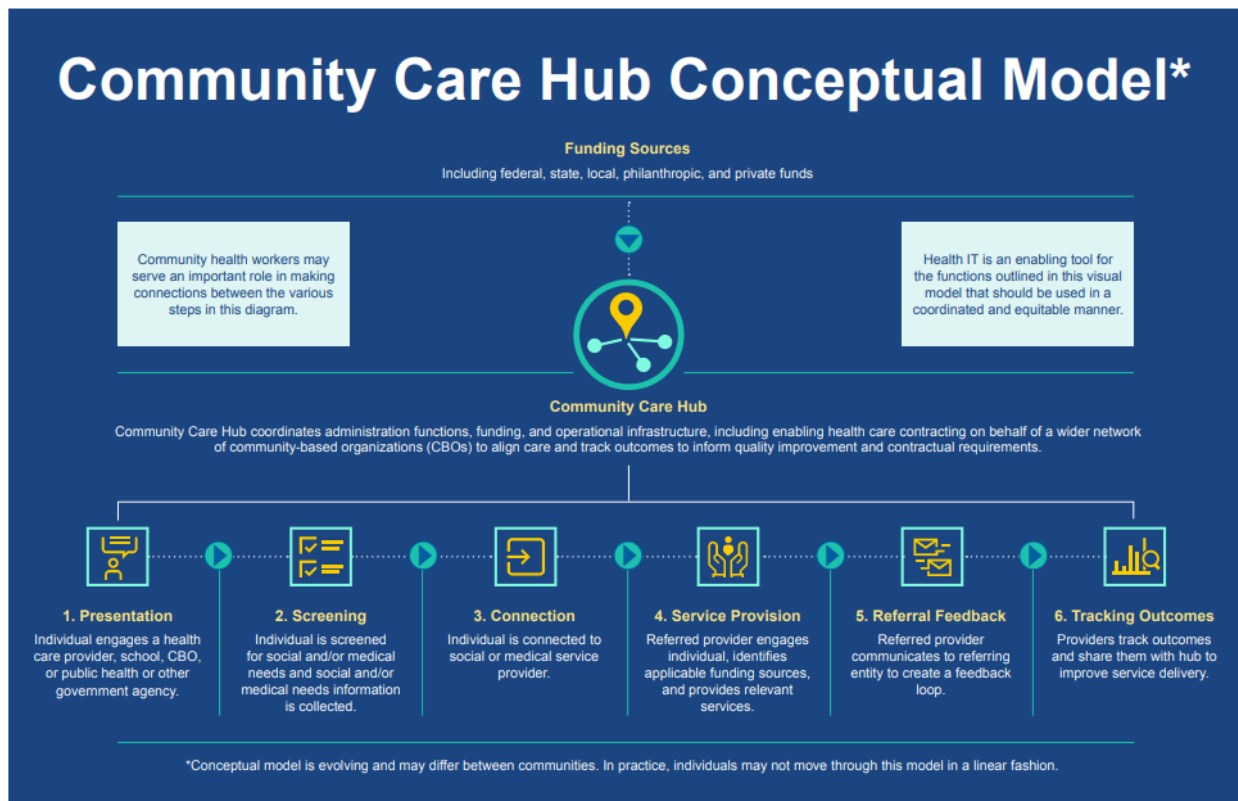 Community Care Hub Conceptual Model*
Funding Sources
Including federal, state, local, philanthropic, and private funds
Community health workers may
serve an important role in making
connections between the various
steps in this diagram.
Health IT is an enabling tool for
the functions outlined in this visual
model that should be used in a
coordinated and equitable manner.
Community Care Hub
Community Care Hub coordinates administration functions, funding, and operational infrastructure, including enabling health care contracting on behalf of a wider network
of community-based organizations (CBOs) to align care and track outcomes to inform quality improvement and contractual requirements.
1. Presentation
Individual engages a health
care provider, school, CBO,
or public health or other
government agency.
2. Screening
Individual is screened
for social and/or medical
needs and social and/or
medical needs information
is collected.
3. Connection
Individual is connected to
social or medical service
provider.
4. Service Provision
Referred provider engages
individual, identifies
applicable funding sources,
and provides relevant
services.
5. Referral Feedback
Referred provider
communicates to referring
entity to create a feedback
loop.
6. Tracking Outcomes
Providers track outcomes
and share them with hub to
improve service delivery.
*Conceptual model is evolving and may differ between communities. In practice, individuals may not move through this model in a linear fashion.